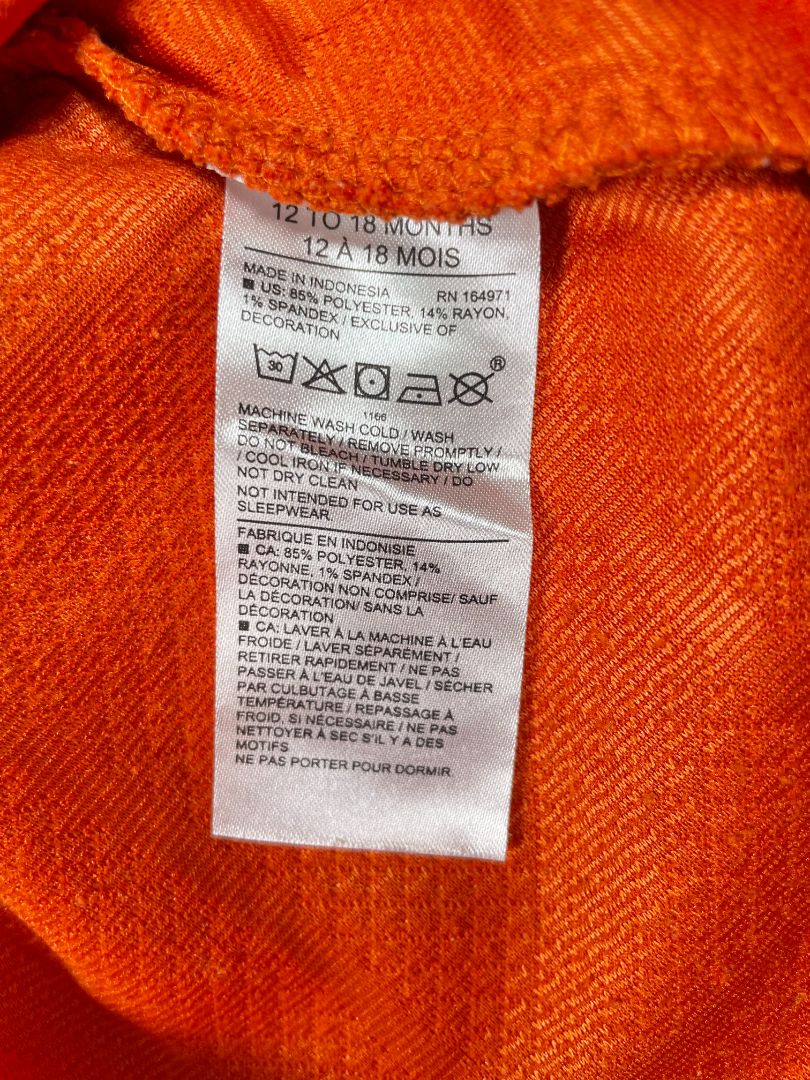 12 TO 18 MONTHS
12 À 18 MOIS
MADE IN INDONESIA RN 164971
■ US: 85% POLYESTER, 14% RAYON,
1% SPANDEX / EXCLUSIVE OF
DECORATION
30 ®
1166
MACHINE WASH COLD / WASH
SEPARATELY / REMOVE PROMPTLY /
DO NOT BLEACH / TUMBLE DRY LOW
/ COOL IRON IF NECESSARY / DO
NOT DRY CLEAN
NOT INTENDED FOR USE AS
SLEEPWEAR
FABRIQUE EN INDONISIE
■ CA: 85% POLYESTER, 14%
RAYONNE, 1% SPANDEX /
DÉCORATION NON COMPRISE/ SAUF
LA DÉCORATION/ SANS LA
DÉCORATION
■ CA: LAVER À LA MACHINE À L'EAU
FROIDE / LAVER SÉPARÉMENT /
RETIRER RAPIDEMENT / NE PAS
PASSER À L'EAU DE JAVEL / SÉCHER
PAR CULBUTAGE À BASSE
TEMPÉRATURE / REPASSAGE À
FROID, SI NÉCESSAIRE / NE PAS
NETTOYER À SEC S'IL Y A DES
MOTIFS
NE PAS PORTER POUR DORMIR